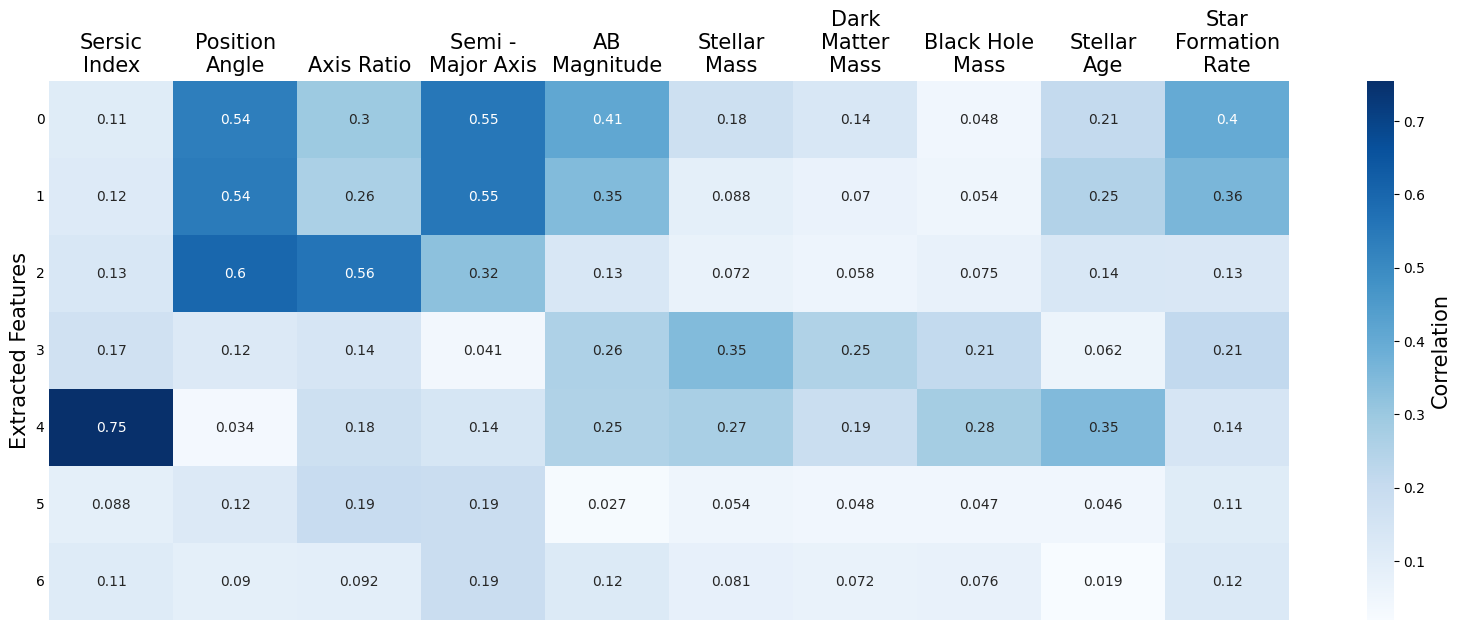 Sersic Index
Position Angle
Axis Ratio
Semi - Major Axis
AB Magnitude
Stellar Mass
Dark Matter Mass
Black Hole Mass
Stellar Age
Star Formation Rate
Extracted Features
0 0.11 0.54 0.3 0.55 0.41 0.18 0.14 0.048 0.21 0.4
1 0.12 0.54 0.26 0.55 0.35 0.088 0.07 0.054 0.25 0.36
2 0.13 0.6 0.56 0.32 0.13 0.072 0.058 0.075 0.14 0.13
3 0.17 0.12 0.14 0.041 0.26 0.35 0.25 0.21 0.062 0.21
4 0.75 0.034 0.18 0.14 0.25 0.27 0.19 0.28 0.35 0.14
5 0.088 0.12 0.19 0.19 0.027 0.054 0.048 0.047 0.046 0.11
6 0.11 0.09 0.092 0.19 0.12 0.081 0.072 0.076 0.019 0.12
0.7
0.6
0.5
0.4
0.3
0.2
0.1
Correlation